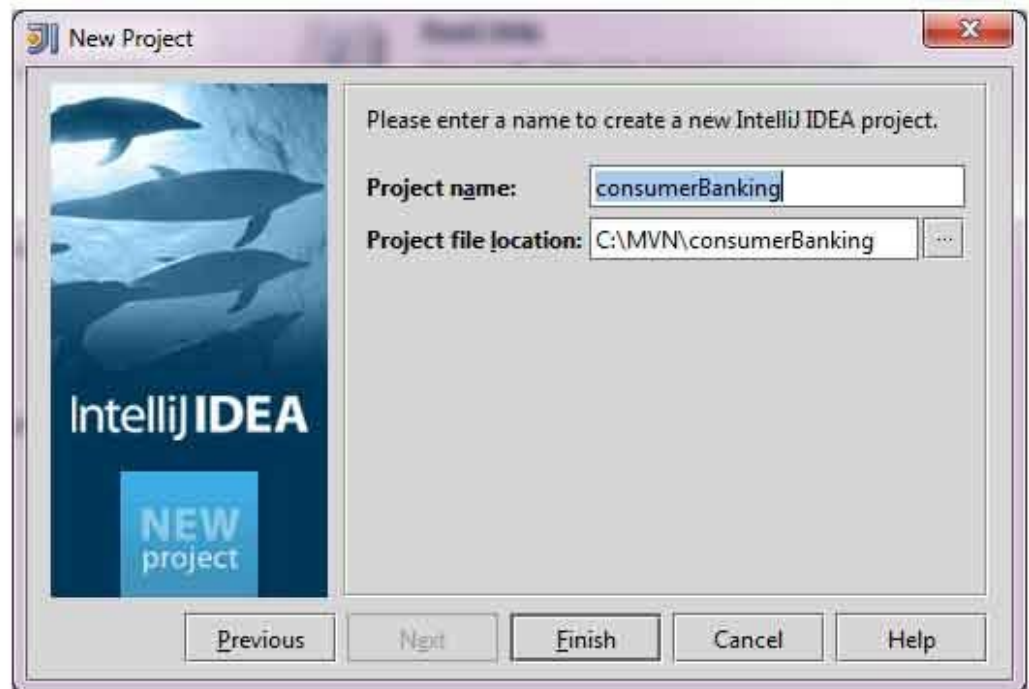 New Project
Please enter a name to create a new IntelliJ IDEA project.
Project name: consumerBanking
Project file location: C:\MVN\consumerBanking ...
IntelliJ IDEA
NEW
project
Previous Next Finish Cancel Help